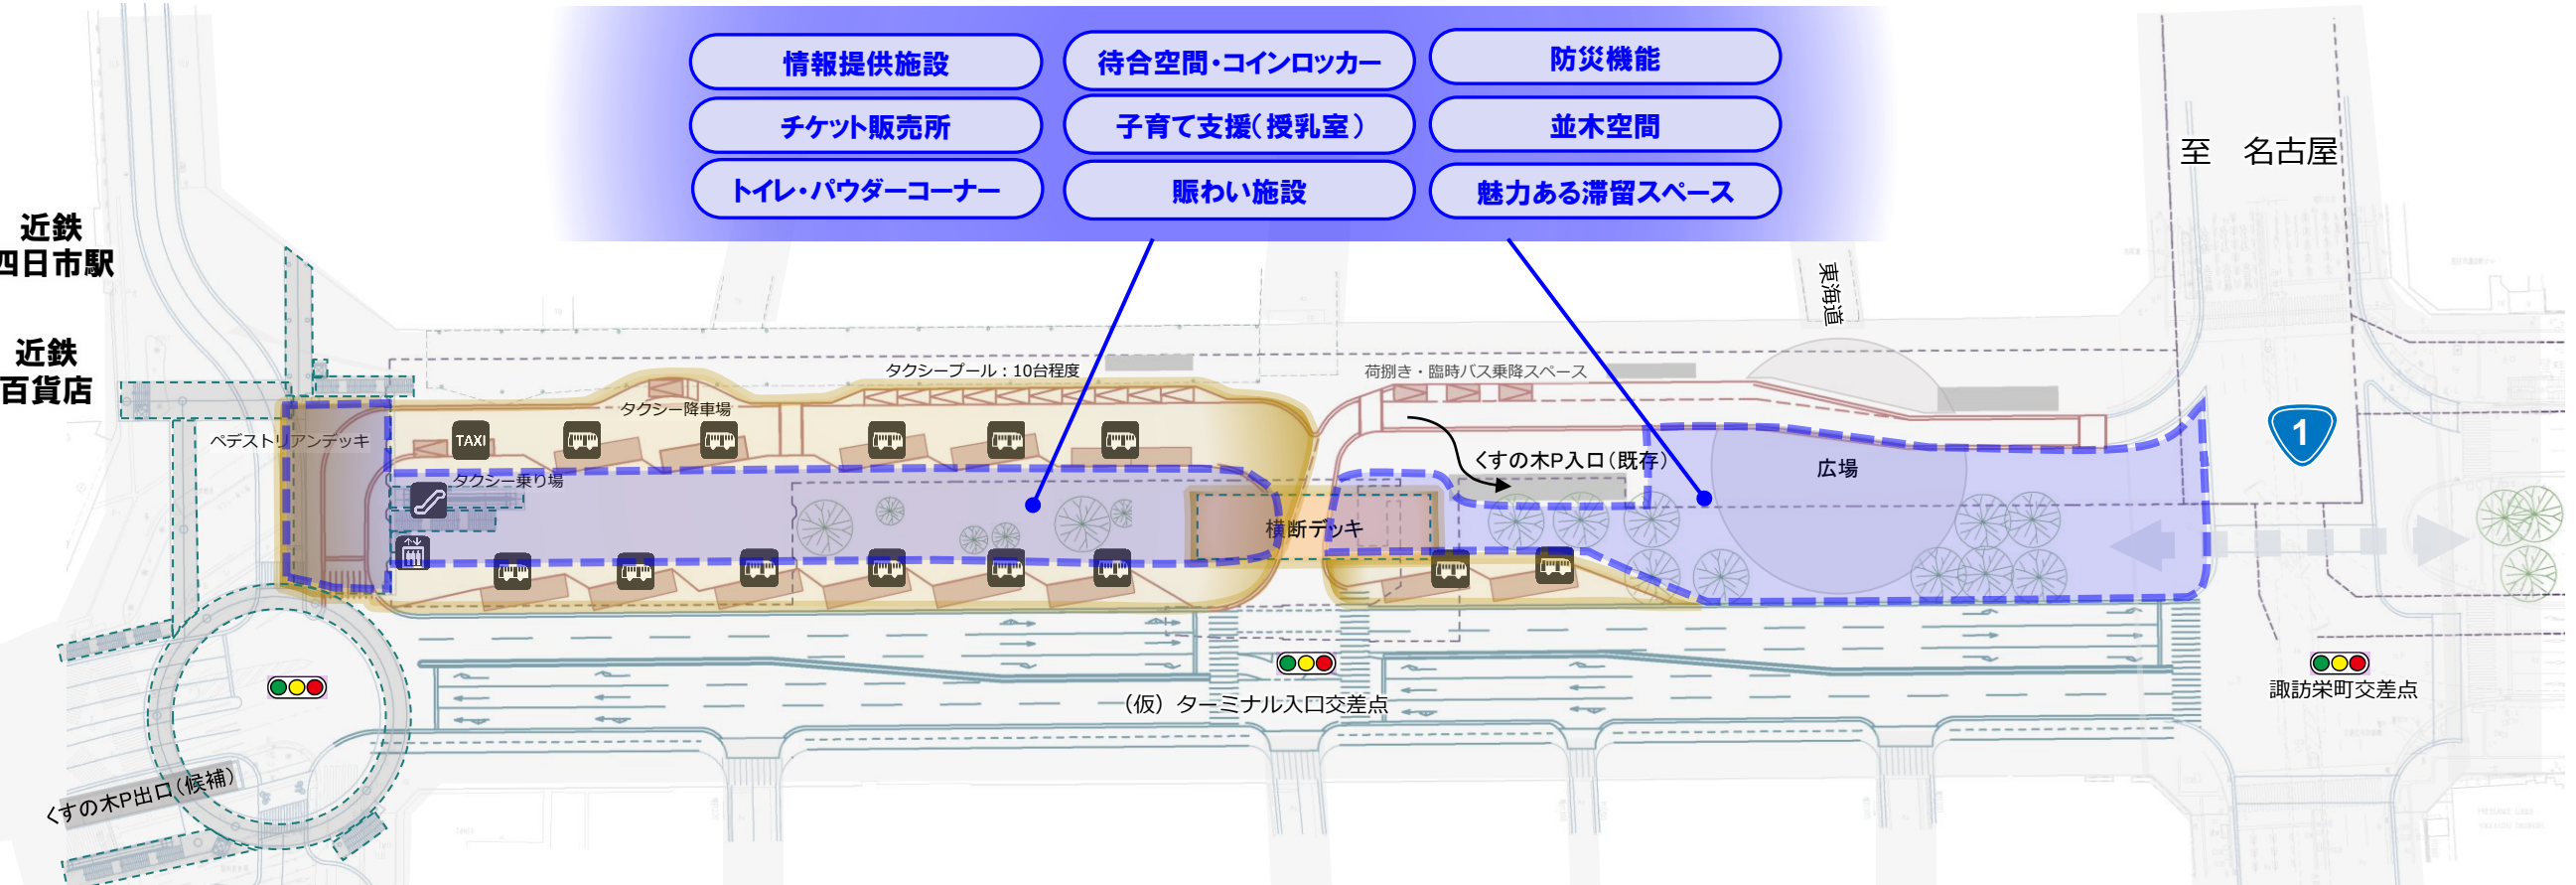 情報提供施設
待合空間・コインロッカー
防災機能
チケット販売所
子育て支援（授乳室）
並木空間
トイレ・パウダーコーナー
賑わい施設
魅力ある滞留スペース
至　名古屋
近鉄
四日市駅
東海道
近鉄
百貨店
タクシープール：10台程度
荷捌き・臨時バス乗降スペース
タクシー降車場
ペデストリアンデッキ
TAXI
1
くすの木P入口（既存）
広場
タクシー乗り場
横断デッキ
（仮）ターミナル入口交差点
諏訪栄町交差点
くすの木P出口（候補）